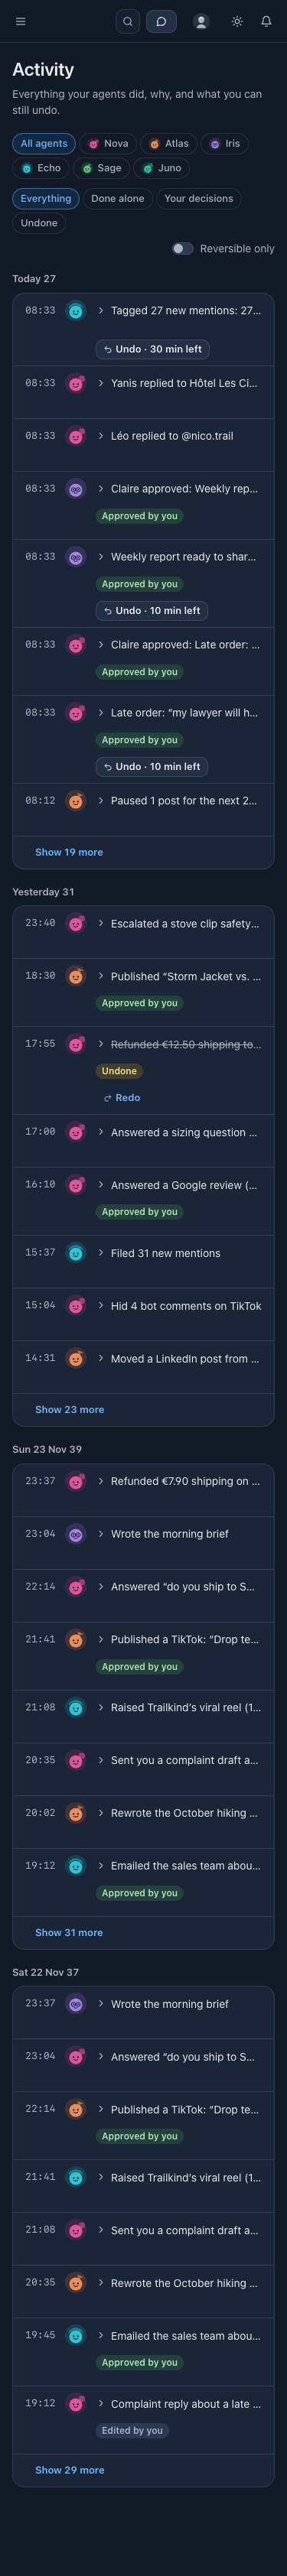 Activity
Everything your agents did, why, and what you can
still undo.
All agents
Nova
Atlas
Iris
Echo
Sage
Juno
Everything
Done alone
Your decisions
Undone
Reversible only
Today 27
08:33 Tagged 27 new mentions: 27…
Undo · 30 min left
08:33 Yanis replied to Hôtel Les Ci…
08:33 Léo replied to @nico.trail
08:33 Claire approved: Weekly rep…
Approved by you
08:33 Weekly report ready to shar…
Approved by you
Undo · 10 min left
08:33 Claire approved: Late order: …
Approved by you
08:33 Late order: “my lawyer will h…
Approved by you
Undo · 10 min left
08:12 Paused 1 post for the next 2…
Show 19 more
Yesterday 31
23:40 Escalated a stove clip safety…
18:30 Published “Storm Jacket vs. …
Approved by you
17:55 Refunded €12.50 shipping to…
Undone
Redo
17:00 Answered a sizing question …
16:10 Answered a Google review (…
Approved by you
15:37 Filed 31 new mentions
15:04 Hid 4 bot comments on TikTok
14:31 Moved a LinkedIn post from …
Show 23 more
Sun 23 Nov 39
23:37 Refunded €7.90 shipping on …
23:04 Wrote the morning brief
22:14 Answered “do you ship to S…
21:41 Published a TikTok: “Drop te…
Approved by you
21:08 Raised Trailkind’s viral reel (1…
20:35 Sent you a complaint draft a…
20:02 Rewrote the October hiking …
19:12 Emailed the sales team abou…
Approved by you
Show 31 more
Sat 22 Nov 37
23:37 Wrote the morning brief
23:04 Answered “do you ship to S…
22:14 Published a TikTok: “Drop te…
Approved by you
21:41 Raised Trailkind’s viral reel (1…
21:08 Sent you a complaint draft a…
20:35 Rewrote the October hiking …
19:45 Emailed the sales team abou…
Approved by you
19:12 Complaint reply about a late …
Edited by you
Show 29 more